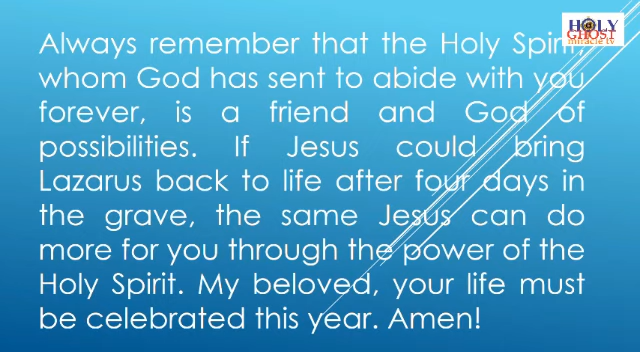 HOLY
GHOST
miracle tv
Always remember that the Holy Spirit,
whom God has sent to abide with you
forever, is a friend and God of
possibilities. If Jesus could bring
Lazarus back to life after four days in
the grave, the same Jesus can do
more for you through the power of the
Holy Spirit. My beloved, your life must
be celebrated this year. Amen!